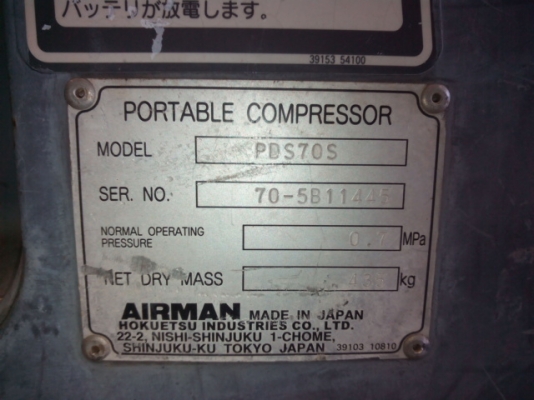 バッテリが放電します。
39153 54100
PORTABLE COMPRESSOR
MODEL PDS70S
SER. NO.
NORMAL OPERATING PRESSURE MPa
NET DRY MASS kg
AIRMAN MADE IN JAPAN
HOKUETSU INDUSTRIES CO., LTD.
22-2, NISHI-SHINJUKU 1-CHOME,
SHINJUKU-KU TOKYO JAPAN 39103 10810